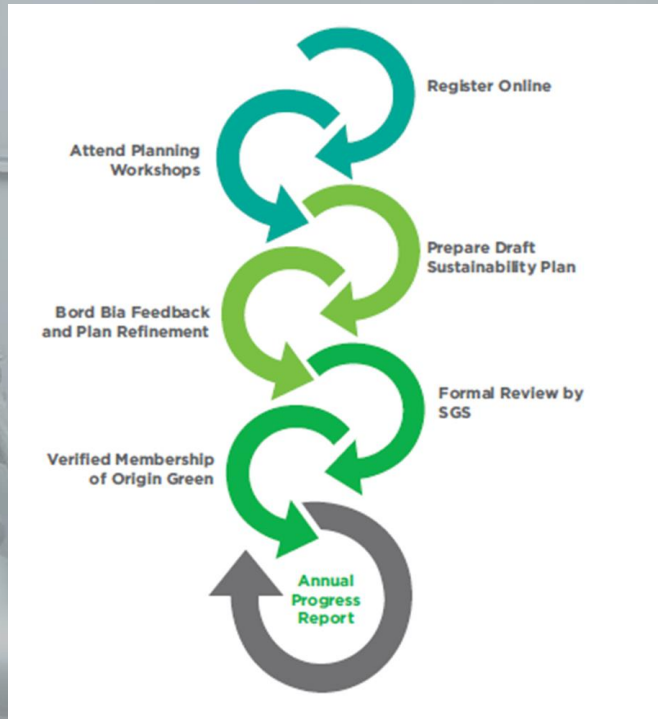 Register Online
Attend Planning
Workshops
Prepare Draft
Sustainability Plan
Bord Bia Feedback
and Plan Refinement
Formal Review by
SGS
Verified Membership
of Origin Green
Annual
Progress
Report